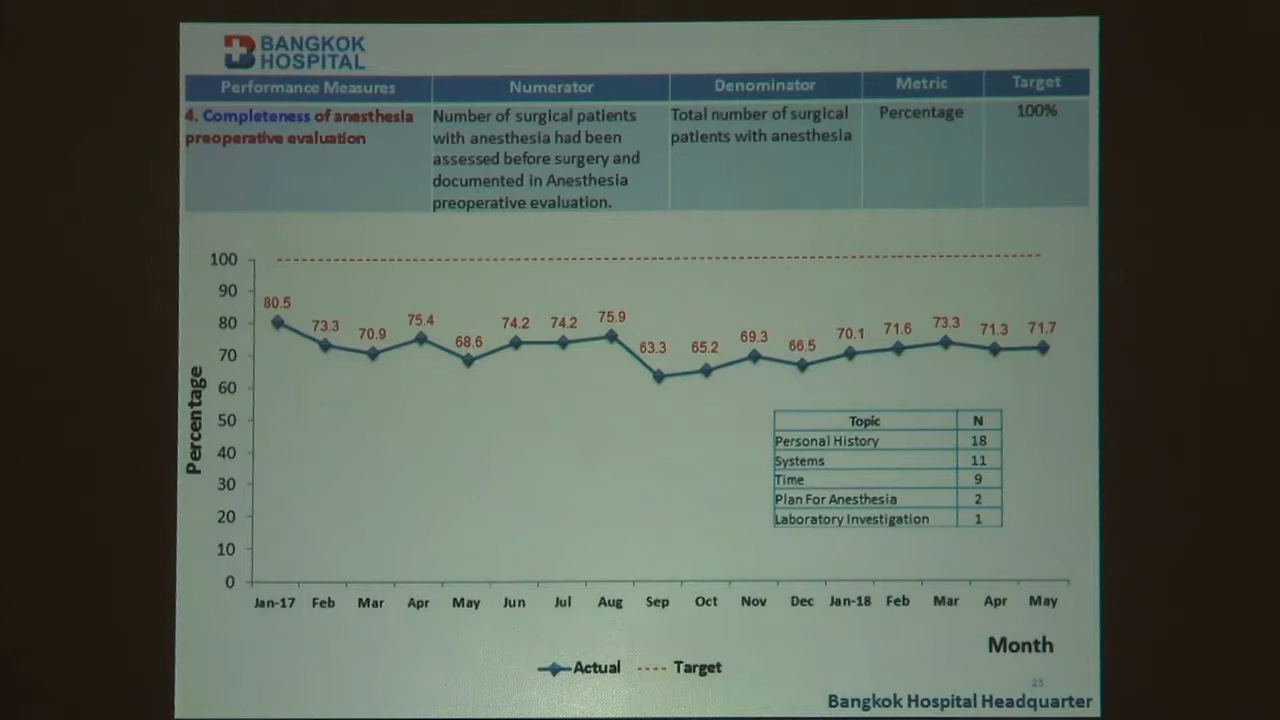 BANGKOK
HOSPITAL
Performance Measures Numerator Denominator Metric Target
4. Completeness of anesthesia
preoperative evaluation
Number of surgical patients
with anesthesia had been
assessed before surgery and
documented in Anesthesia
preoperative evaluation.
Total number of surgical
patients with anesthesia
Percentage
100%
100
90
80
70
60
50
40
30
20
10
0
Percentage
80.5
73.3
70.9
75.4
68.6
74.2
74.2
75.9
63.3
65.2
69.3
66.5
70.1
71.6
73.3
71.3
71.7
Topic N
Personal History 18
Systems 11
Time 9
Plan For Anesthesia 2
Laboratory Investigation 1
Jan-17 Feb Mar Apr May Jun Jul Aug Sep Oct Nov Dec Jan-18 Feb Mar Apr May
Month
Actual Target
23
Bangkok Hospital Headquarter